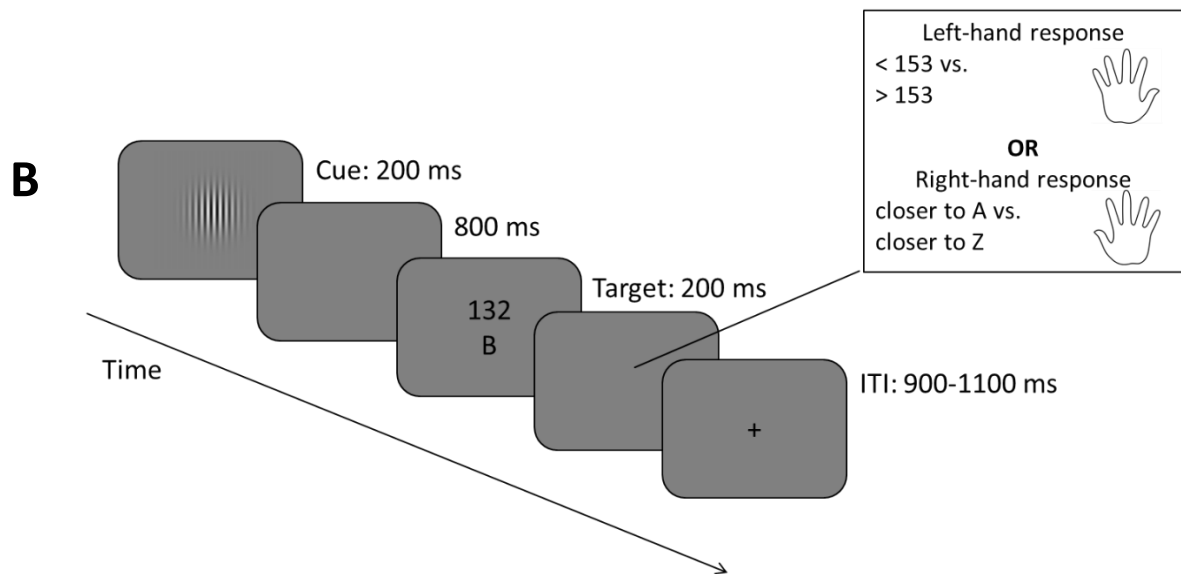 B
Cue: 200 ms
800 ms
132
B
Target: 200 ms
+
ITI: 900-1100 ms
Time
Left-hand response
< 153 vs.
> 153
OR
Right-hand response
closer to A vs.
closer to Z